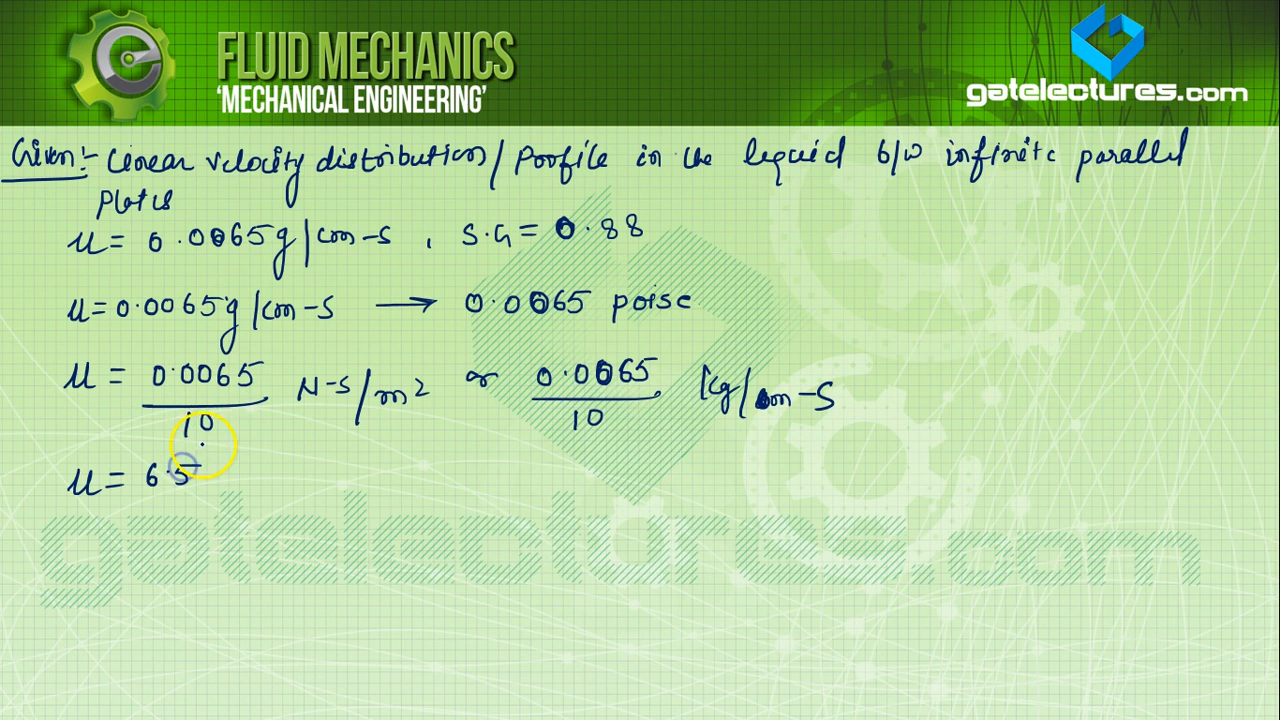 FLUID MECHANICS
'MECHANICAL ENGINEERING'
gatelectures.com
Given:- Linear velocity distribution/Profile in the liquid b/w infinite parallel
Plates
μ = 0.0065g/cm-s , S.G = 0.88
μ=0.0065g/cm-s → 0.0065 poise
μ = 0.0065/10 N-S/m² or 0.0065/10 kg/m-s
μ = 6.5
gatelectures.com